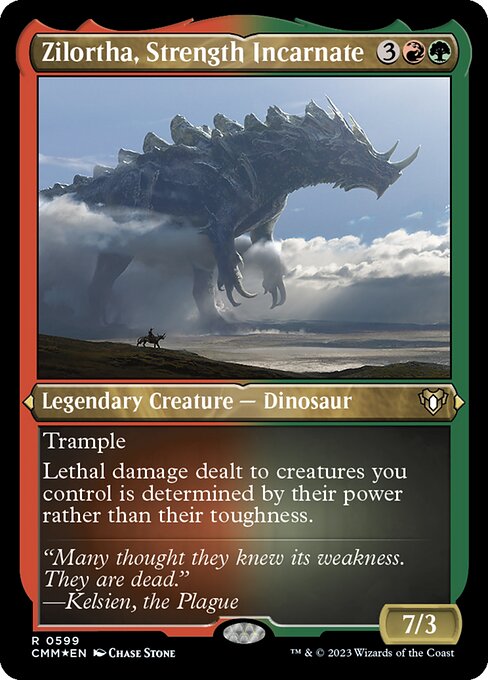 Zilortha, Strength Incarnate 3
Legendary Creature — Dinosaur
Trample
Lethal damage dealt to creatures you
control is determined by their power
rather than their toughness.
“Many thought they knew its weakness.
They are dead.”
—Kelsien, the Plague
7/3
R 0599
CMM★EN Chase Stone
™ & © 2023 Wizards of the Coast